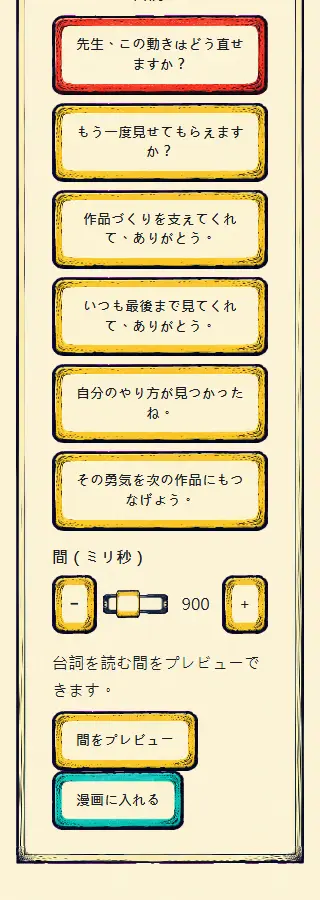 先生、この動きはどう直せ
ますか？
もう一度見せてもらえます
か？
作品づくりを支えてくれ
て、ありがとう。
いつも最後まで見てくれ
て、ありがとう。
自分のやり方が見つかった
ね。
その勇気を次の作品にもつ
なげよう。
間 ( ミリ秒 )
−
900
+
台詞を読む間をプレビューで
きます。
間をプレビュー
漫画に入れる